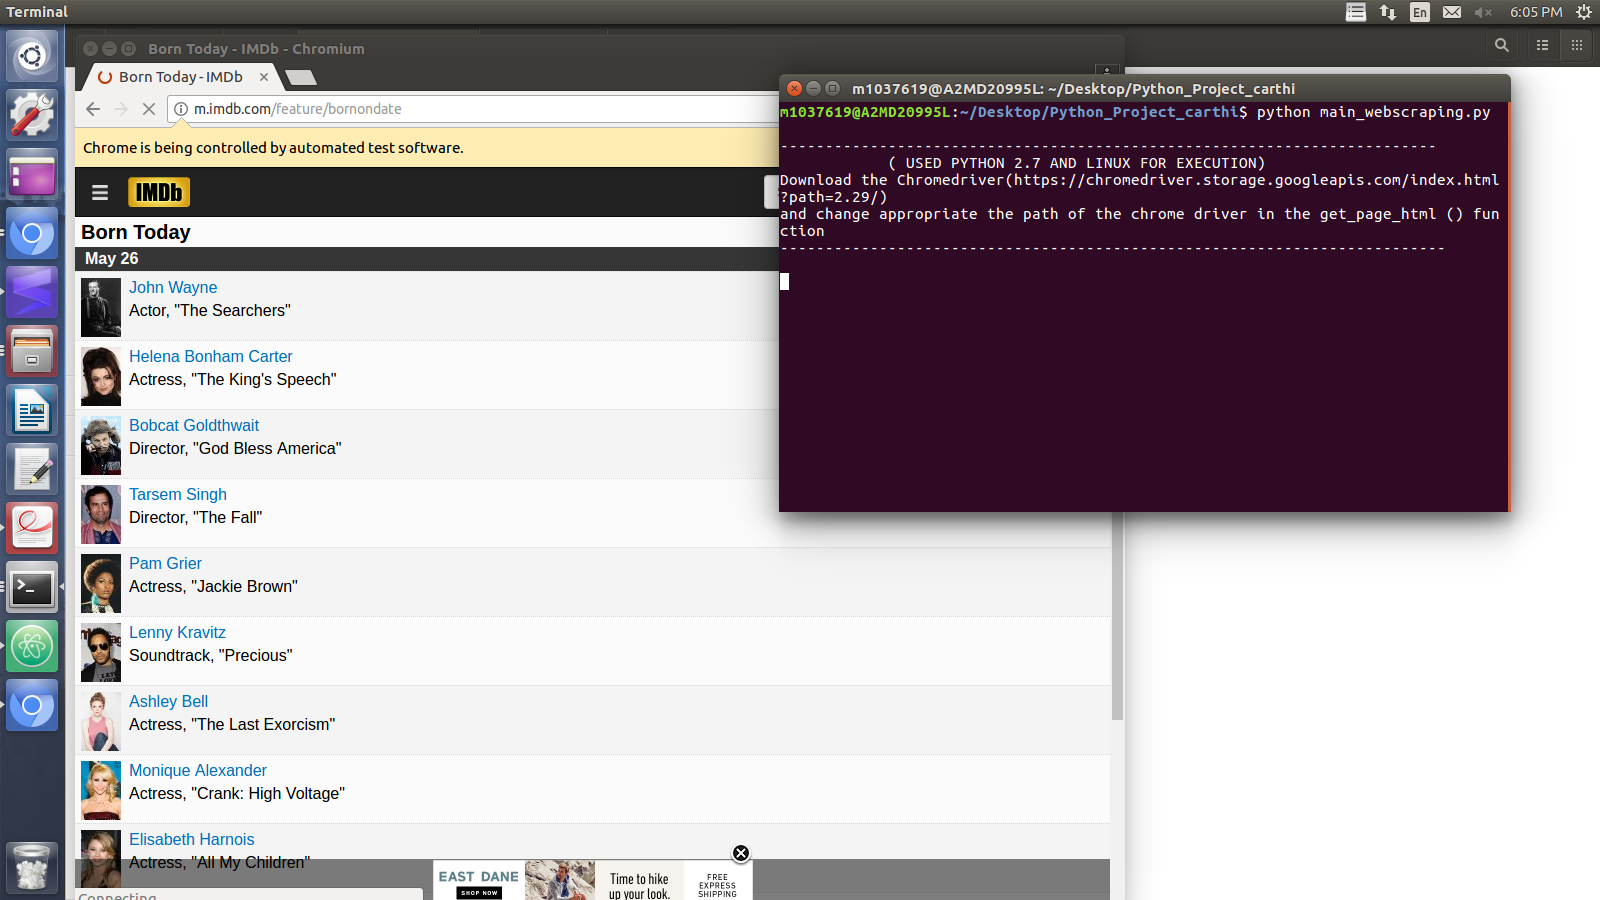 Terminal
En
6:05 PM
Born Today - IMDb - Chromium
Born Today - IMDb
m.imdb.com/feature/bornondate
Chrome is being controlled by automated test software.
IMDb
Born Today
May 26
John Wayne
Actor, "The Searchers"
Helena Bonham Carter
Actress, "The King's Speech"
Bobcat Goldthwait
Director, "God Bless America"
Tarsem Singh
Director, "The Fall"
Pam Grier
Actress, "Jackie Brown"
Lenny Kravitz
Soundtrack, "Precious"
Ashley Bell
Actress, "The Last Exorcism"
Monique Alexander
Actress, "Crank: High Voltage"
Elisabeth Harnois
Actress, "All My Children"
Connecting
EAST DANE
SHOP NOW
Time to hike
up your look.
FREE
EXPRESS
SHIPPING
m1037619@A2MD20995L: ~/Desktop/Python_Project_carthi
m1037619@A2MD20995L:~/Desktop/Python_Project_carthi$ python main_webscraping.py
-------------------------------------------------------------------------
( USED PYTHON 2.7 AND LINUX FOR EXECUTION)
Download the Chromedriver(https://chromedriver.storage.googleapis.com/index.html
?path=2.29/)
and change appropriate the path of the chrome driver in the get_page_html () fun
ction
--------------------------------------------------------------------------